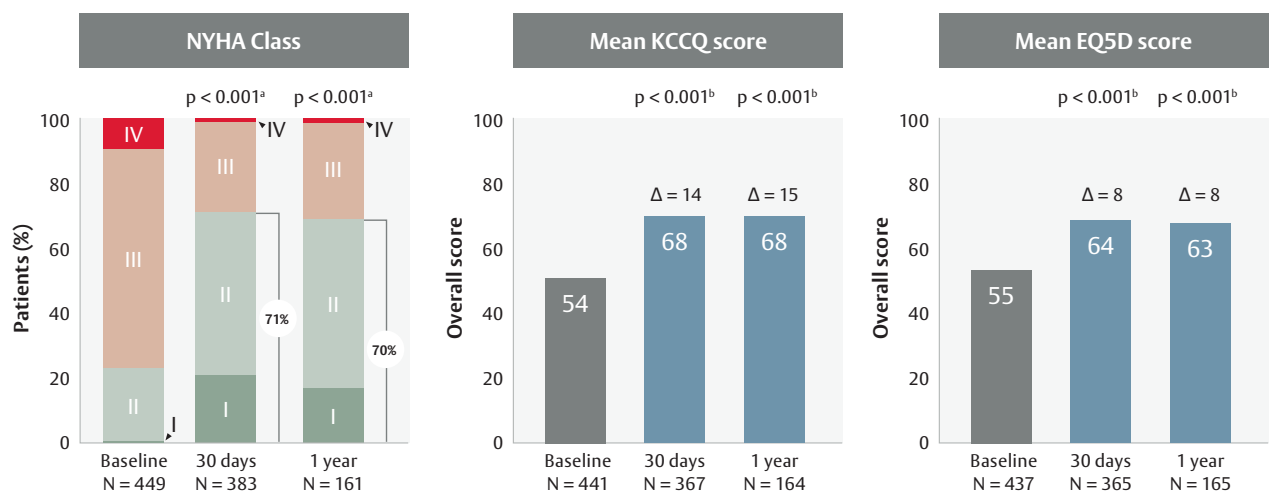 NYHA Class
p < 0.001ᵃ p < 0.001ᵃ
Patients (%)
100
80
60
40
20
0
IV
III
II
I
IV
III
II
I
71%
IV
III
II
I
70%
Baseline 30 days 1 year
N = 449 N = 383 N = 161
Mean KCCQ score
p < 0.001ᵇ p < 0.001ᵇ
Overall score
100
80
60
40
20
0
Δ = 14 Δ = 15
54 68 68
Baseline 30 days 1 year
N = 441 N = 367 N = 164
Mean EQ5D score
p < 0.001ᵇ p < 0.001ᵇ
Overall score
100
80
60
40
20
0
Δ = 8 Δ = 8
55 64 63
Baseline 30 days 1 year
N = 437 N = 365 N = 165